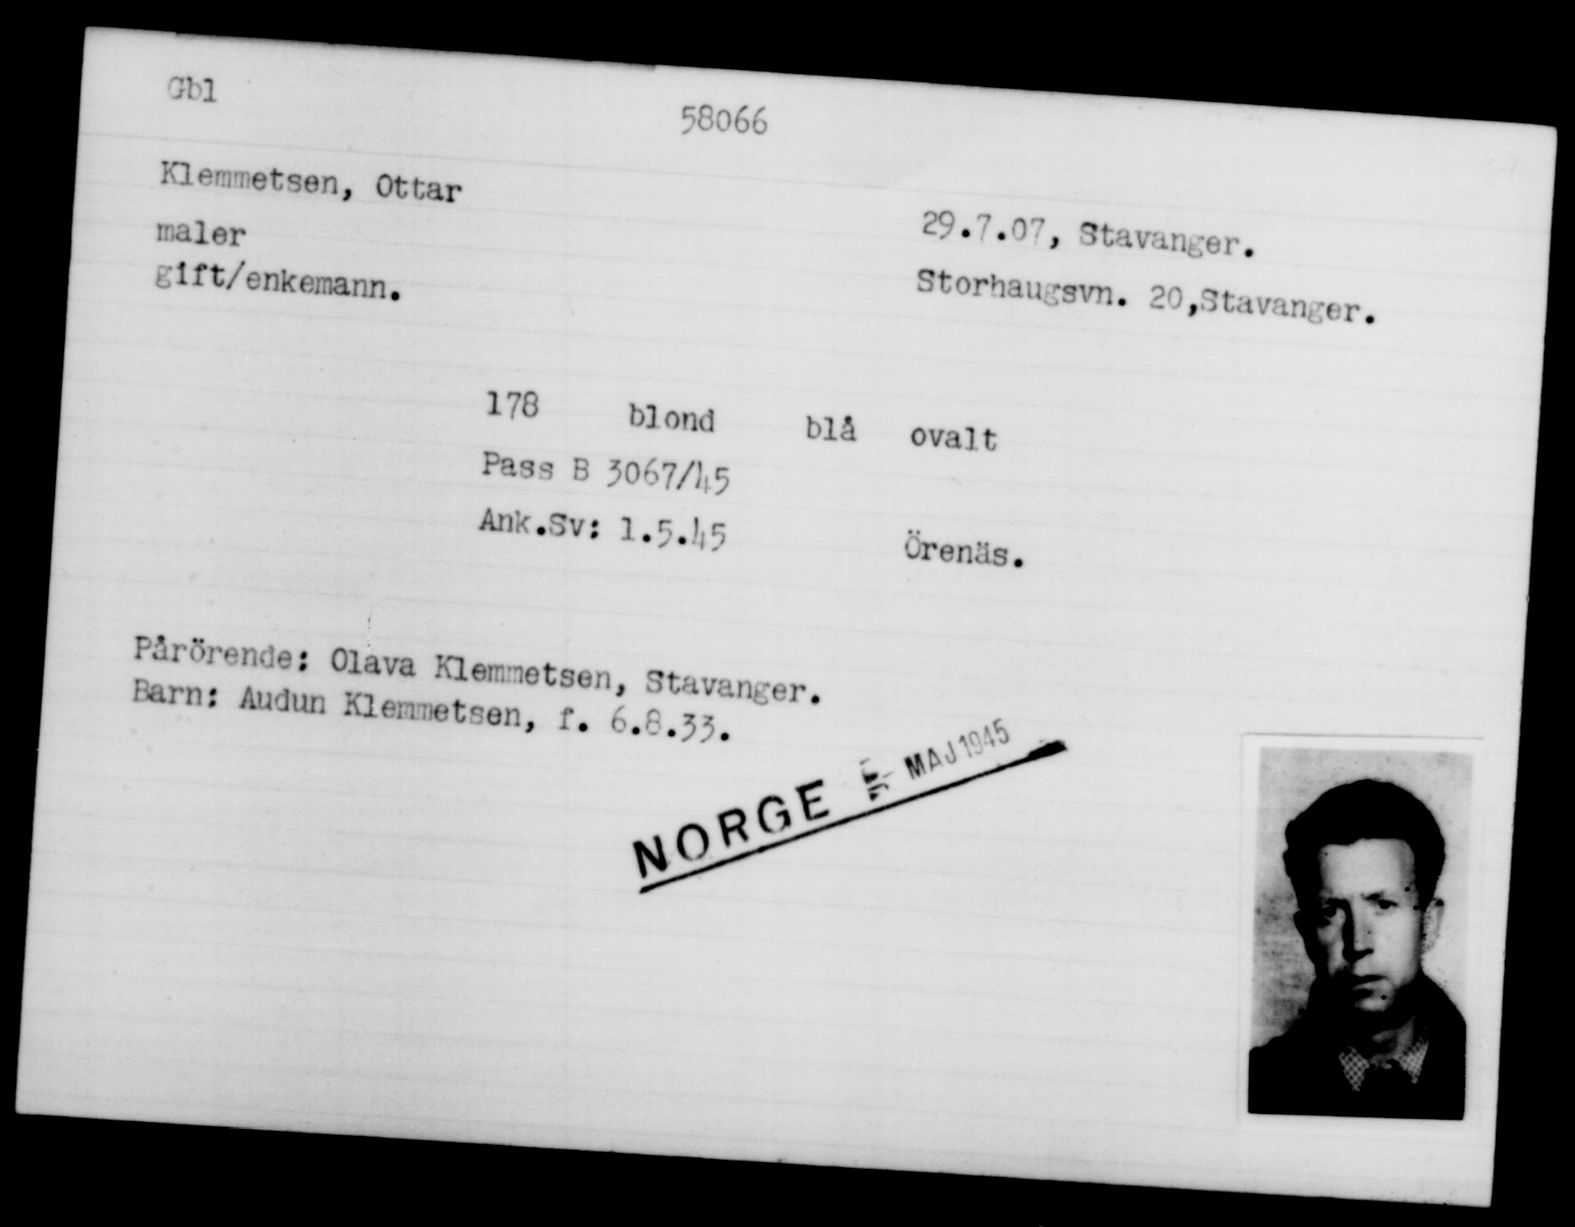 Gbl
58066
Klemmetsen, Ottar
29.7.07, Stavanger.
maler
Storhaugsvn. 20,Stavanger.
gift/enkemann.
178 blond blå ovalt
Pass B 3067/45
Ank.Sv: 1.5.45 Örenäs.
Pårörende: Olava Klemmetsen, Stavanger.
Barn: Audun Klemmetsen, f. 6.8.33.
NORGE MAJ 1945